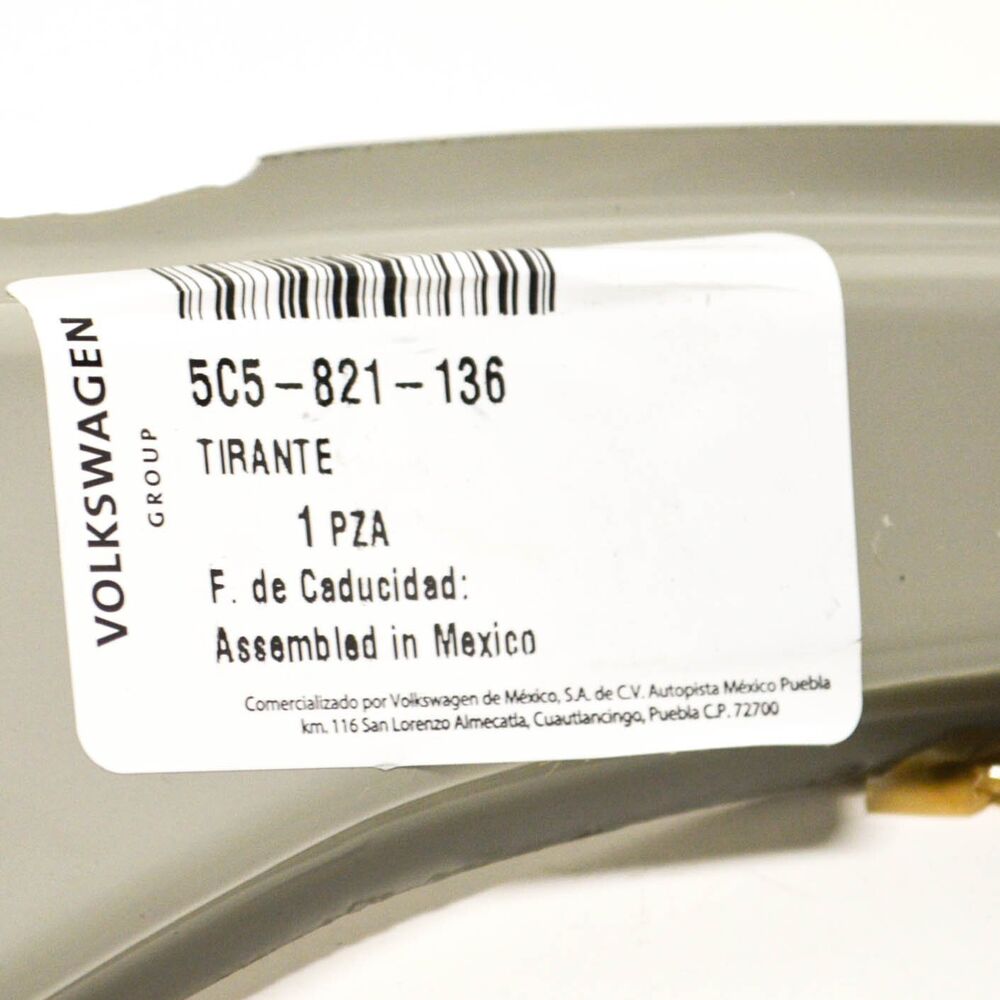 VOLKSWAGEN
GROUP
5C5-821-136
TIRANTE
1 PZA
F. de Caducidad:
Assembled in Mexico
Comercializado por Volkswagen de México, S.A. de C.V. Autopista México Puebla
km. 116 San Lorenzo Almecatla, Cuautlancingo, Puebla C.P. 72700